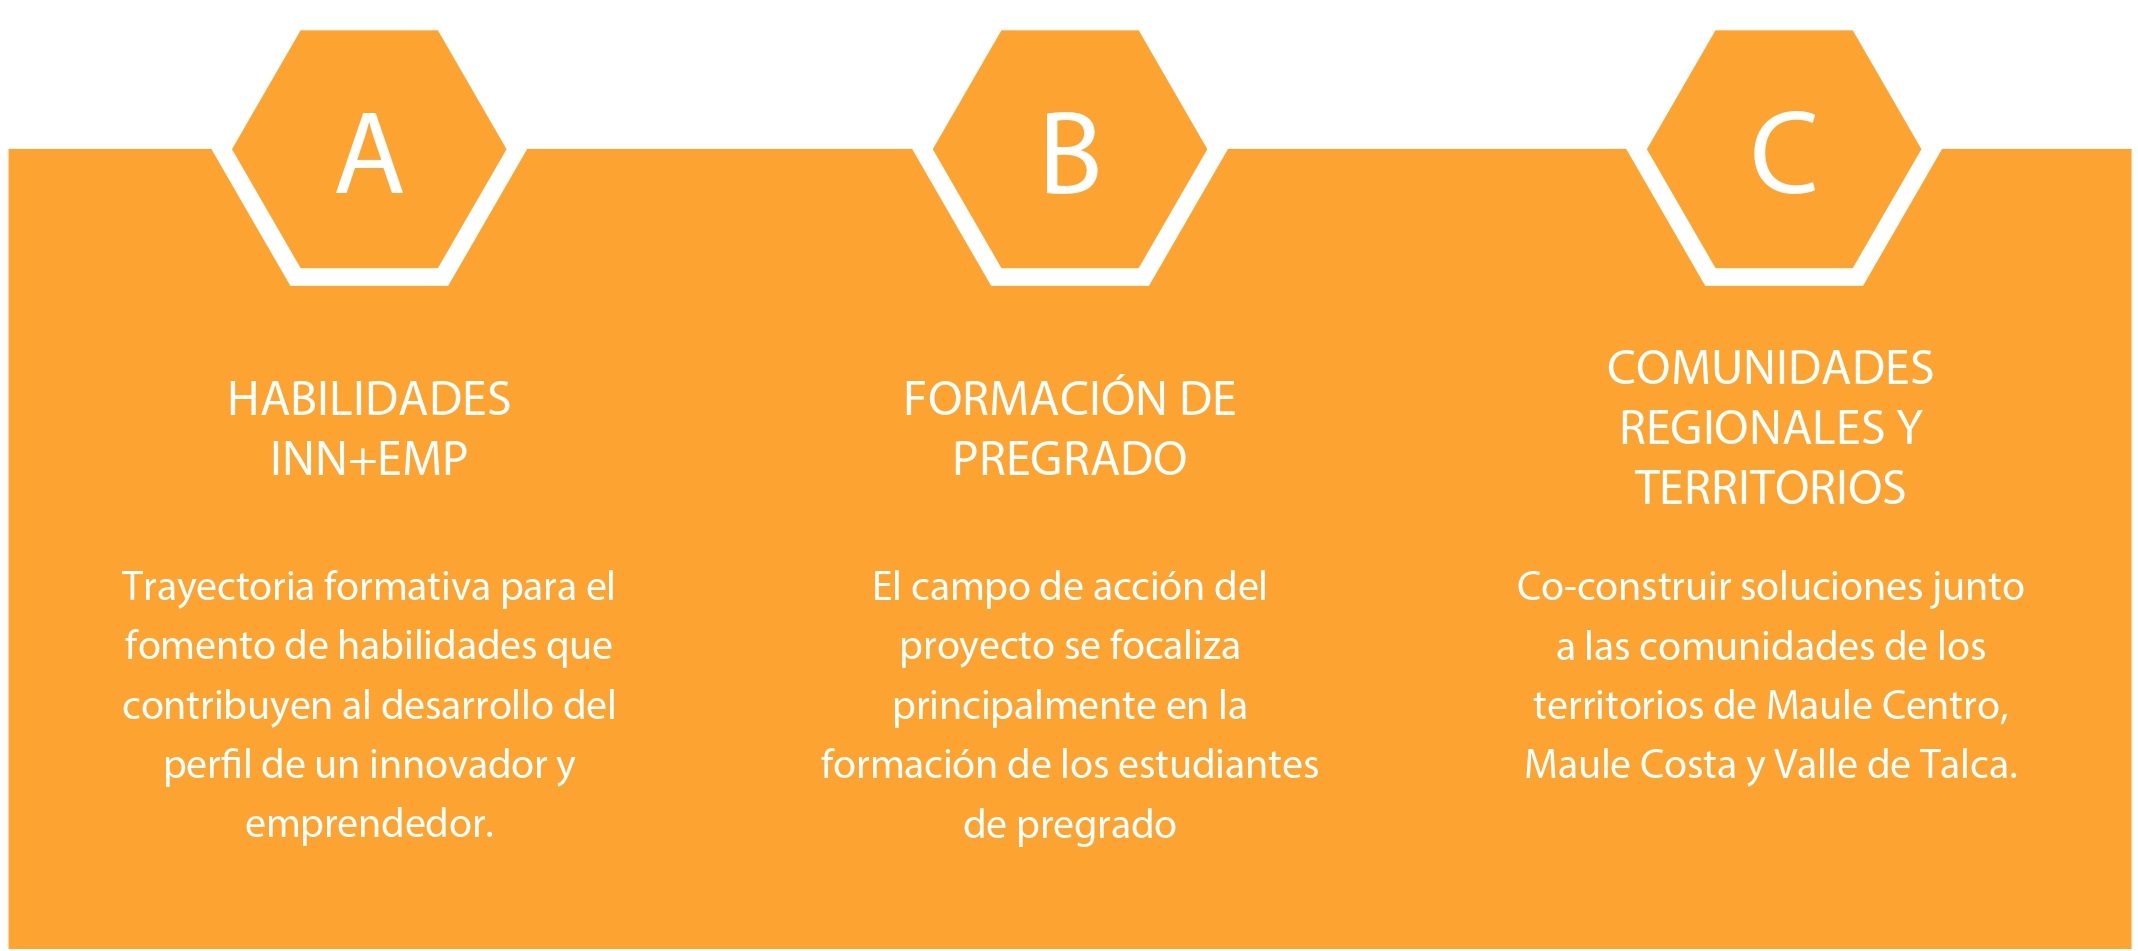 A
HABILIDADES
INN+EMP
Trayectoria formativa para el
fomento de habilidades que
contribuyen al desarrollo del
perfil de un innovador y
emprendedor.
B
FORMACIÓN DE
PREGRADO
El campo de acción del
proyecto se focaliza
principalmente en la
formación de los estudiantes
de pregrado
C
COMUNIDADES
REGIONALES Y
TERRITORIOS
Co-construir soluciones junto
a las comunidades de los
territorios de Maule Centro,
Maule Costa y Valle de Talca.